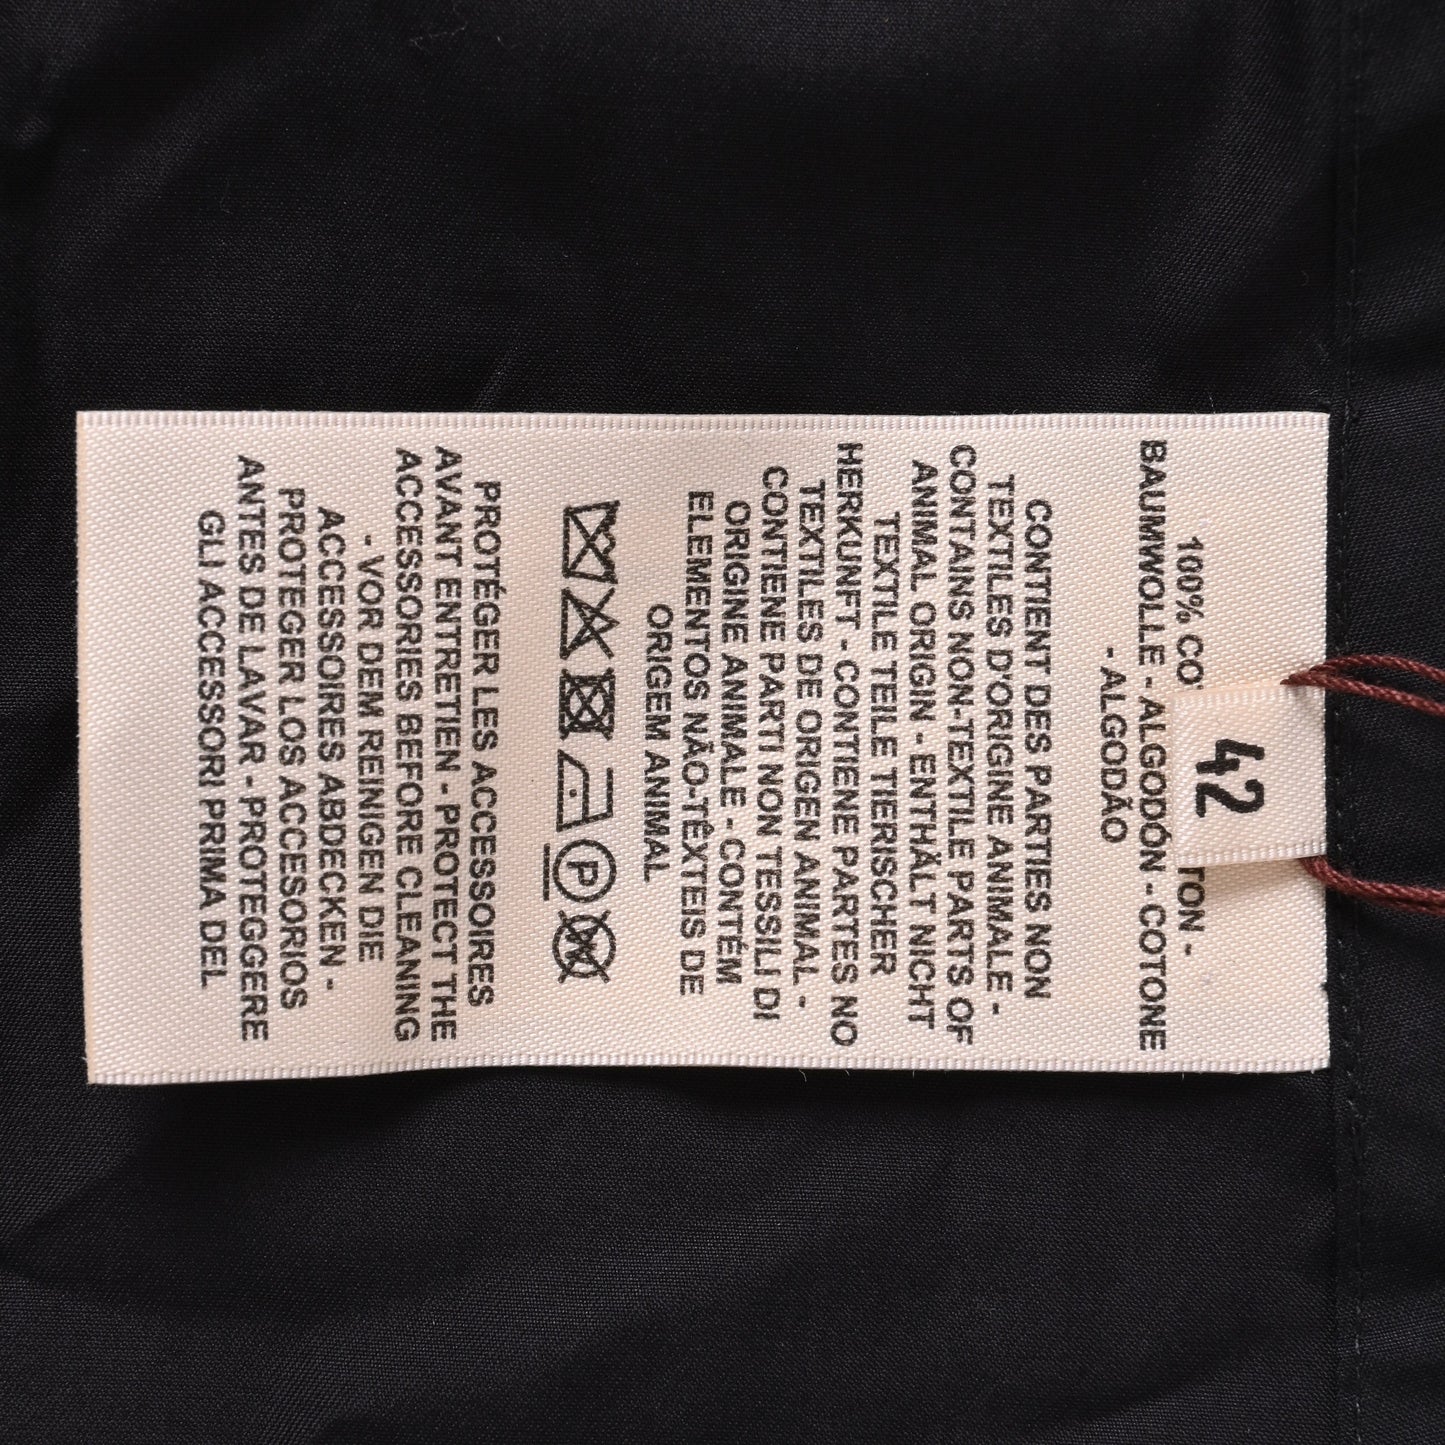 42
100% CO TON -
BAUMWOLLE - ALGODÓN - COTONE
- ALGODÃO
CONTIENT DES PARTIES NON
TEXTILES D'ORIGINE ANIMALE -
CONTAINS NON-TEXTILE PARTS OF
ANIMAL ORIGIN - ENTHÄLT NICHT
TEXTILE TEILE TIERISCHER
HERKUNFT - CONTIENE PARTES NO
TEXTILES DE ORIGEN ANIMAL -
CONTIENE PARTI NON TESSILI DI
ORIGINE ANIMALE - CONTÉM
ELEMENTOS NÃO-TÊXTEIS DE
ORIGEM ANIMAL
P W
PROTÉGER LES ACCESSOIRES
AVANT ENTRETIEN - PROTECT THE
ACCESSORIES BEFORE CLEANING
- VOR DEM REINIGEN DIE
ACCESSOIRES ABDECKEN -
PROTEGER LOS ACCESORIOS
ANTES DE LAVAR - PROTEGGERE
GLI ACCESSORI PRIMA DEL